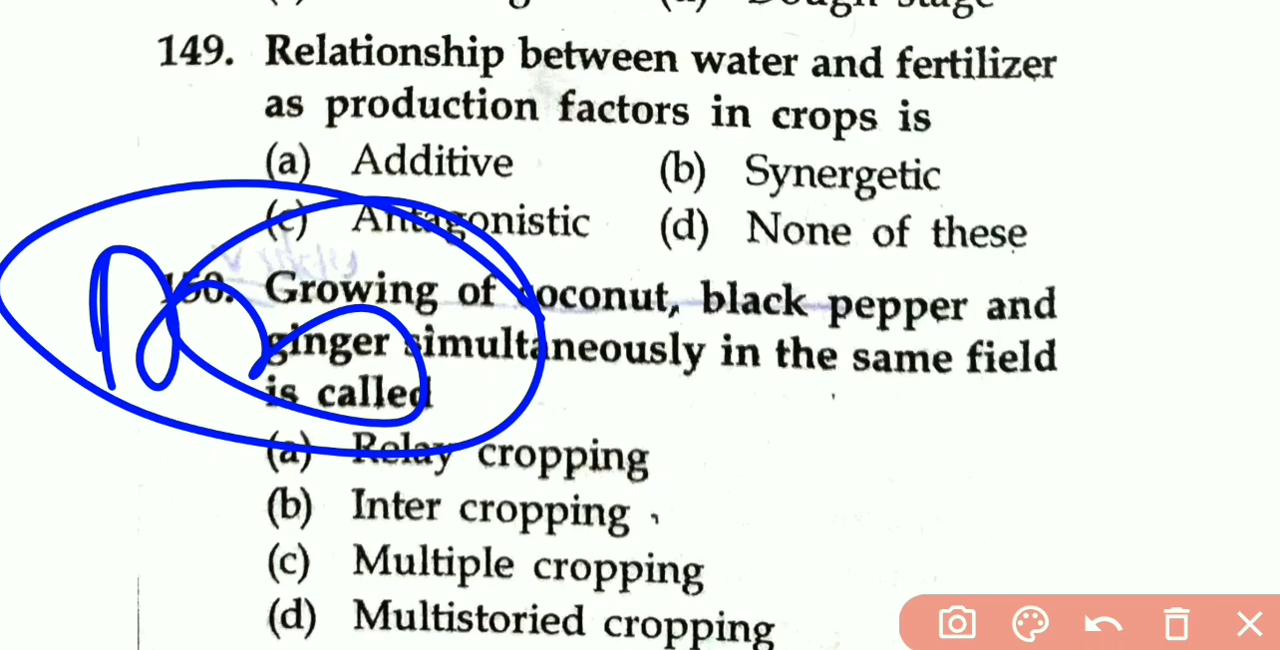 149. Relationship between water and fertilizer
as production factors in crops is
(a) Additive (b) Synergetic
(c) Antagonistic (d) None of these
150. Growing of coconut, black pepper and
ginger simultaneously in the same field
is called
(a) Relay cropping
(b) Inter cropping
(c) Multiple cropping
(d) Multistoried cropping